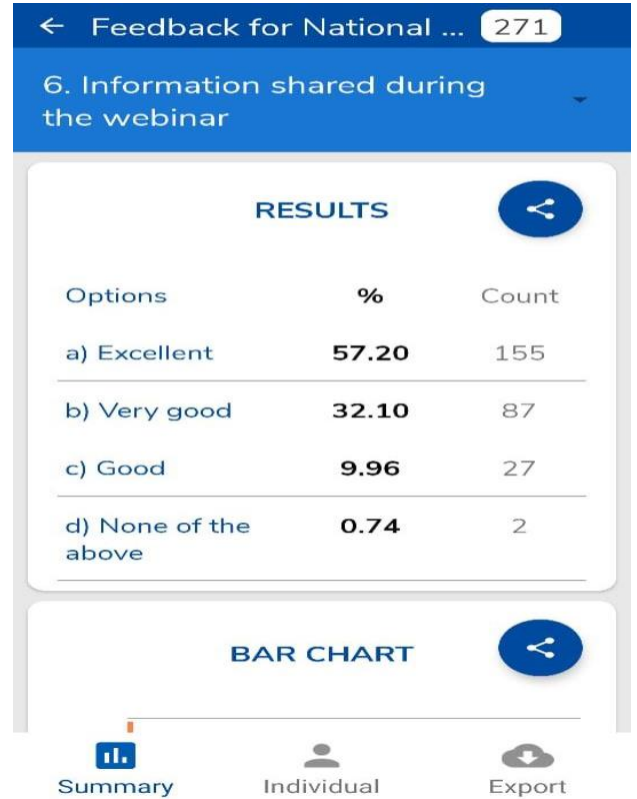 ← Feedback for National ... 271
6. Information shared during
the webinar
RESULTS
Options % Count
a) Excellent 57.20 155
b) Very good 32.10 87
c) Good 9.96 27
d) None of the 0.74 2
above
BAR CHART
Summary Individual Export